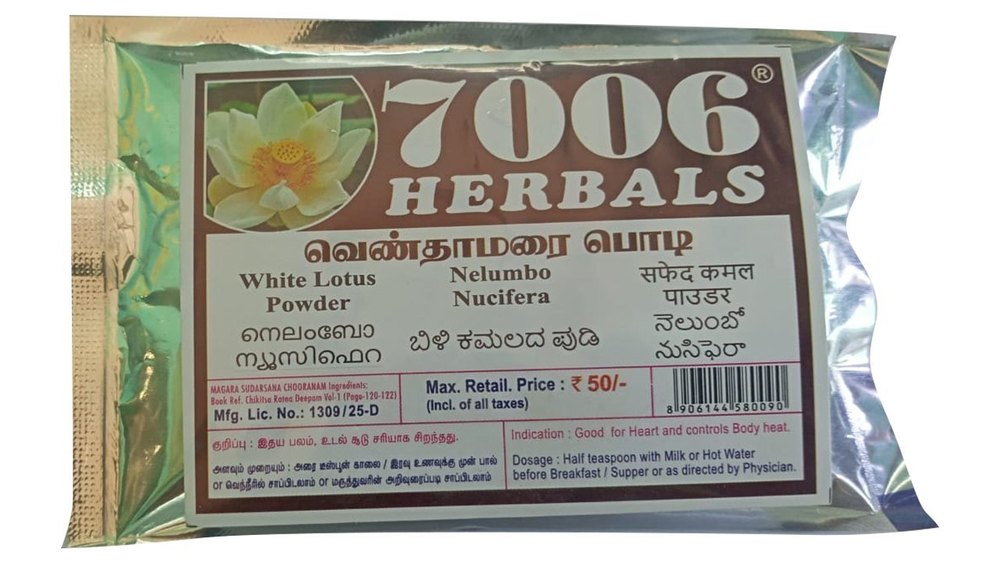 7006®
HERBALS
வெண்தாமரை பொடி
White Lotus
Powder
Nelumbo
Nucifera
सफेद कमल
पाउडर
നെലംബോ
ന്യൂസിഫെറ
ಬಿಳಿ ಕಮಲದ ಪುಡಿ
నెలుంబో
నుసిఫెరా
MAGARA SUDARSANA CHOORANAM Ingredients:
Book Ref. Chikitsa Ratna Deepam Vol-1 (Page-120-122)
Mfg. Lic. No.: 1309/25-D
Max. Retail. Price : ₹ 50/-
(Incl. of all taxes)
8 906144 580090
குறிப்பு : இதய பலம், உடல் சூடு சரியாக சிறந்தது.
அளவும் முறையும் : அரை டீஸ்பூன் காலை / இரவு உணவுக்கு முன் பால்
or வெந்நீரில் சாப்பிடலாம் or மருத்துவரின் அறிவுரைப்படி சாப்பிடலாம்
Indication : Good for Heart and controls Body heat.
Dosage : Half teaspoon with Milk or Hot Water
before Breakfast / Supper or as directed by Physician.